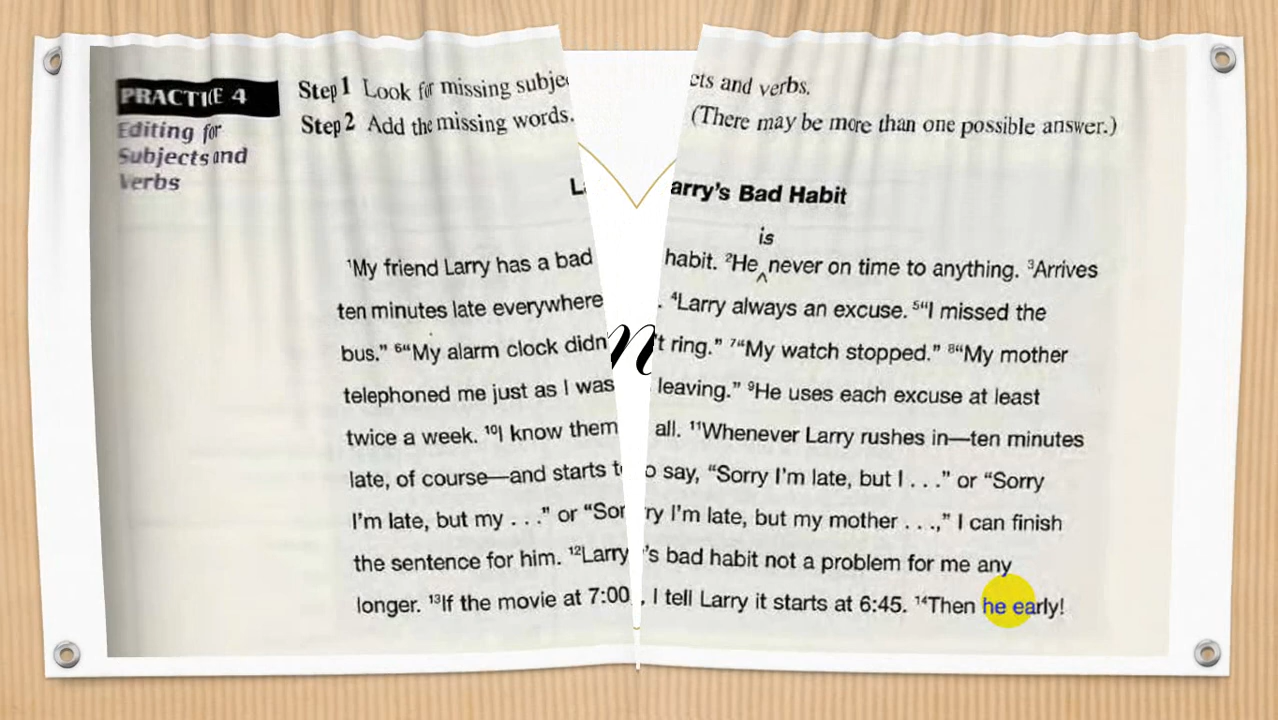 PRACTICE 4
Editing for
Subjects and
Verbs
Step 1 Look for missing subjects and verbs.
Step 2 Add the missing words. (There may be more than one possible answer.)
Larry's Bad Habit
is
¹My friend Larry has a bad habit. ²He ^ never on time to anything. ³Arrives
ten minutes late everywhere. ⁴Larry always an excuse. ⁵“I missed the
bus.” ⁶“My alarm clock didn't ring.” ⁷“My watch stopped.” ⁸“My mother
telephoned me just as I was leaving.” ⁹He uses each excuse at least
twice a week. ¹⁰I know them all. ¹¹Whenever Larry rushes in—ten minutes
late, of course—and starts to say, “Sorry I'm late, but I . . .” or “Sorry
I'm late, but my . . .” or “Sorry I'm late, but my mother . . .,” I can finish
the sentence for him. ¹²Larry's bad habit not a problem for me any
longer. ¹³If the movie at 7:00, I tell Larry it starts at 6:45. ¹⁴Then he early!